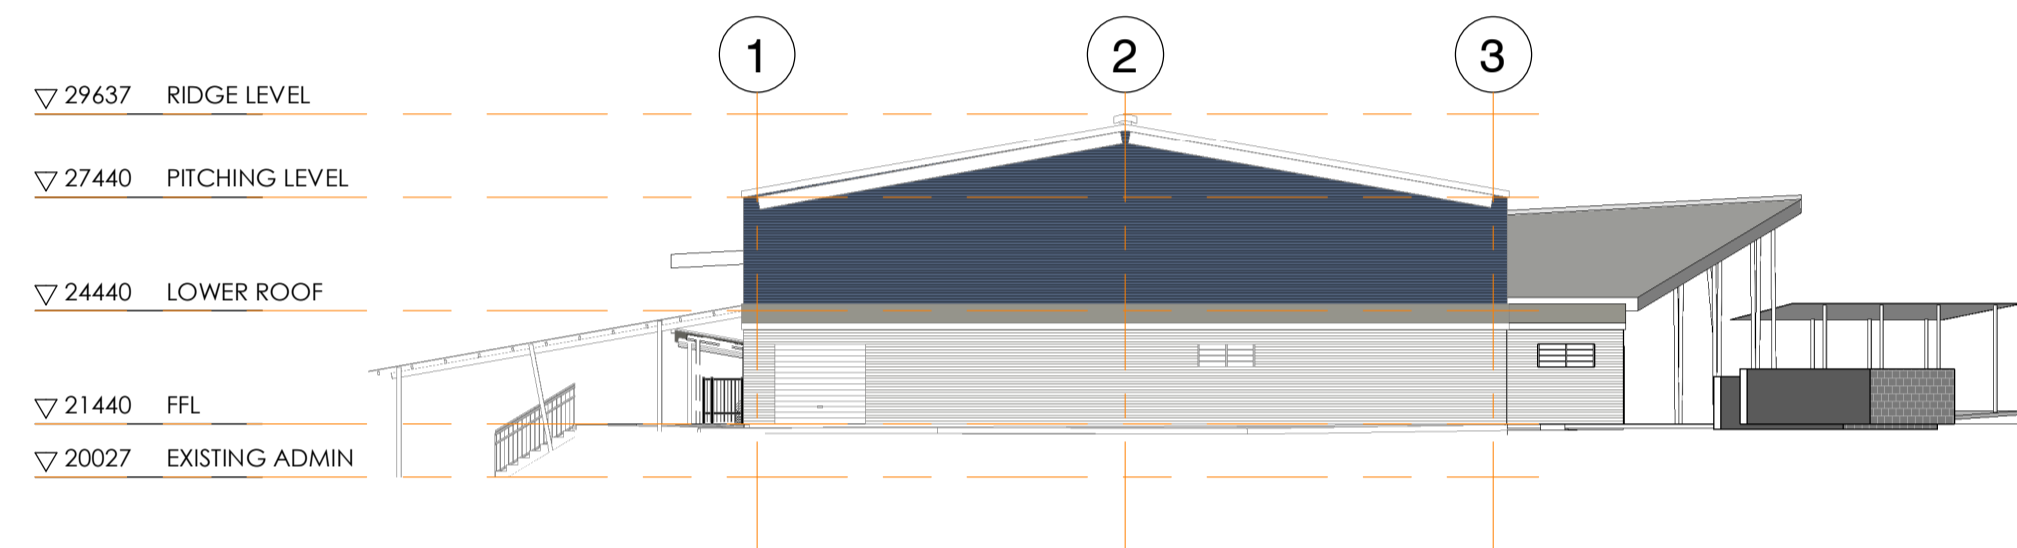 1 2 3
29637 RIDGE LEVEL
27440 PITCHING LEVEL
24440 LOWER ROOF
21440 FFL
20027 EXISTING ADMIN